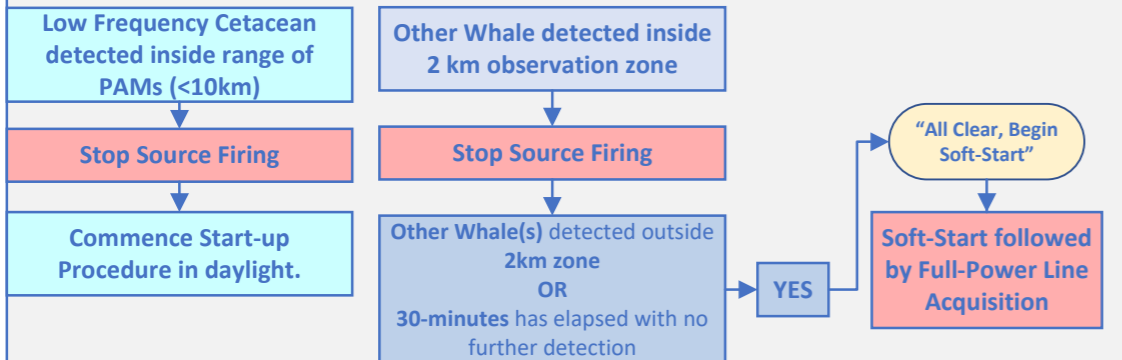 Low Frequency Cetacean
detected inside range of
PAMs (<10km)
Stop Source Firing
Commence Start-up
Procedure in daylight.
Other Whale detected inside
2 km observation zone
Stop Source Firing
Other Whale(s) detected outside
2km zone
OR
30-minutes has elapsed with no
further detection
YES
“All Clear, Begin
Soft-Start”
Soft-Start followed
by Full-Power Line
Acquisition